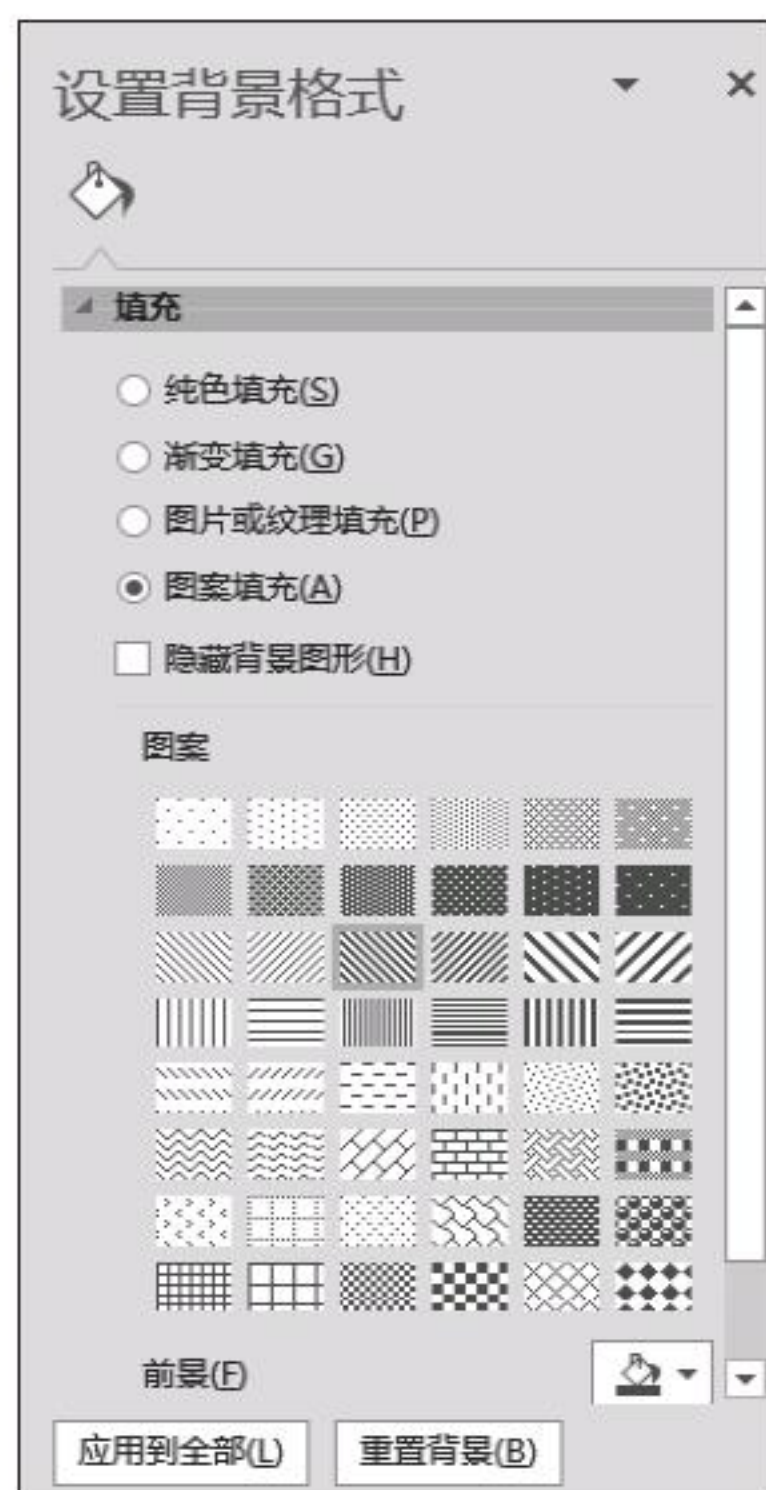 设置背景格式
填充
纯色填充(S)
渐变填充(G)
图片或纹理填充(P)
图案填充(A)
隐藏背景图形(H)
图案
前景(F)
应用到全部(L) 重置背景(B)